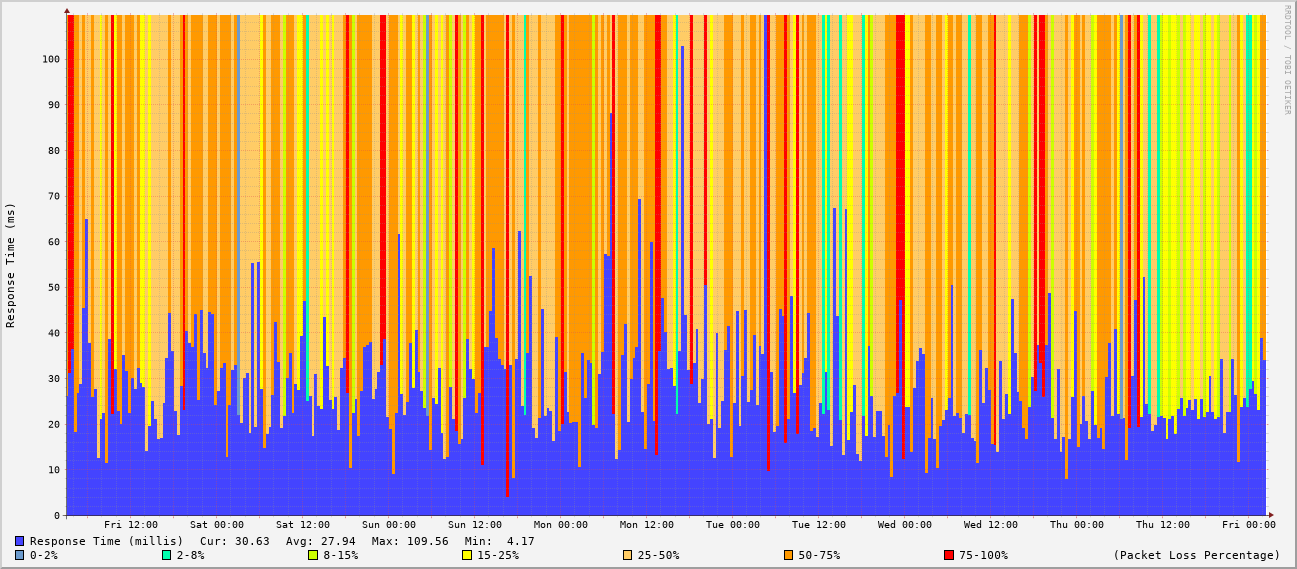 RRDTOOL / TOBI OETIKER
Response Time (ms)
100
90
80
70
60
50
40
30
20
10
0
Fri 12:00 Sat 00:00 Sat 12:00 Sun 00:00 Sun 12:00 Mon 00:00 Mon 12:00 Tue 00:00 Tue 12:00 Wed 00:00 Wed 12:00 Thu 00:00 Thu 12:00 Fri 00:00
Response Time (millis) Cur: 30.63 Avg: 27.94 Max: 109.56 Min: 4.17
0-2% 2-8% 8-15% 15-25% 25-50% 50-75% 75-100% (Packet Loss Percentage)